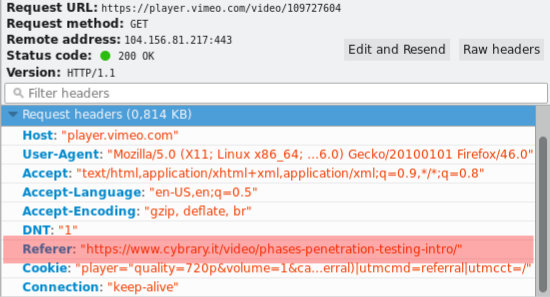 Request URL: https://player.vimeo.com/video/109727604
Request method: GET
Remote address: 104.156.81.217:443
Status code: 200 OK
Edit and Resend
Raw headers
Version: HTTP/1.1
Filter headers
Request headers (0,814 KB)
Host: "player.vimeo.com"
User-Agent: "Mozilla/5.0 (X11; Linux x86_64; ...6.0) Gecko/20100101 Firefox/46.0"
Accept: "text/html,application/xhtml+xml,application/xml;q=0.9,*/*;q=0.8"
Accept-Language: "en-US,en;q=0.5"
Accept-Encoding: "gzip, deflate, br"
DNT: "1"
Referer: "https://www.cybrary.it/video/phases-penetration-testing-intro/"
Cookie: "player="quality=720p&volume=1&ca...erral)|utmcmd=referral|utmcct=/"
Connection: "keep-alive"